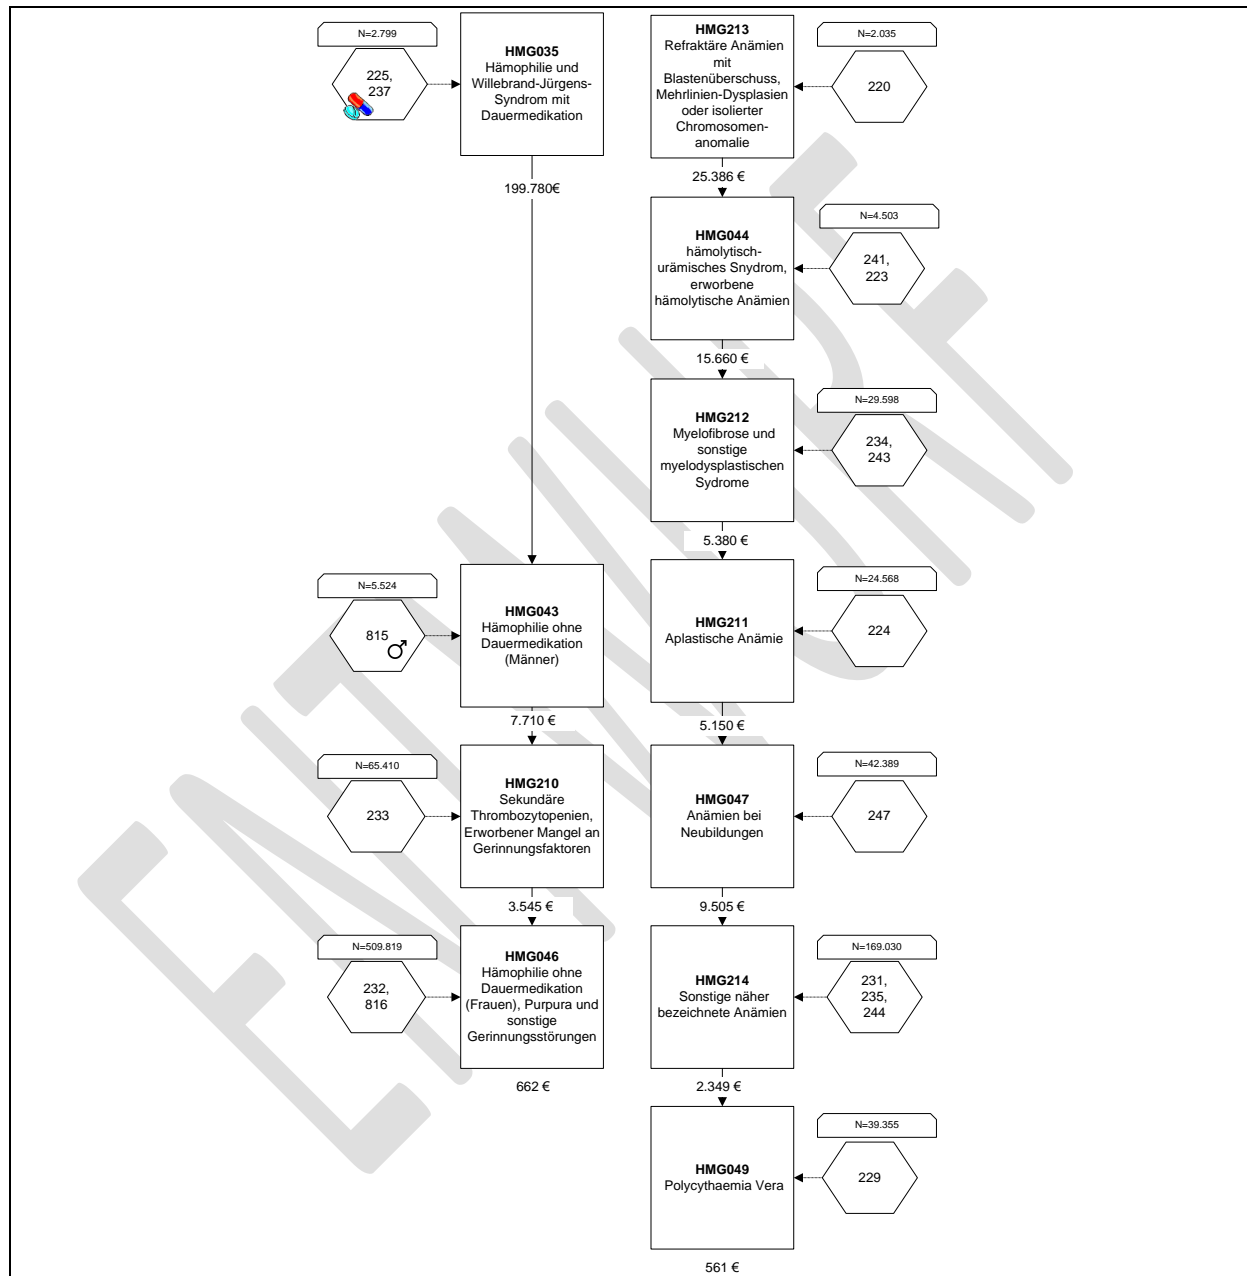 N=2.799
225,
237
HMG035
Hämophilie und
Willebrand-Jürgens-
Syndrom mit
Dauermedikation
199.780€
N=5.524
815
HMG043
Hämophilie ohne
Dauermedikation
(Männer)
7.710 €
N=65.410
233
HMG210
Sekundäre
Thrombozytopenien,
Erworbener Mangel an
Gerinnungsfaktoren
3.545 €
N=509.819
232,
816
HMG046
Hämophilie ohne
Dauermedikation
(Frauen), Purpura und
sonstige
Gerinnungsstörungen
662 €
HMG213
Refraktäre Anämien
mit
Blastenüberschuss,
Mehrlinien-Dysplasien
oder isolierter
Chromosomen-
anomalie
N=2.035
220
25.386 €
HMG044
hämolytisch-
urämisches Snydrom,
erworbene
hämolytische Anämien
N=4.503
241,
223
15.660 €
HMG212
Myelofibrose und
sonstige
myelodysplastischen
Sydrome
N=29.598
234,
243
5.380 €
HMG211
Aplastische Anämie
N=24.568
224
5.150 €
HMG047
Anämien bei
Neubildungen
N=42.389
247
9.505 €
HMG214
Sonstige näher
bezeichnete Anämien
N=169.030
231,
235,
244
2.349 €
HMG049
Polycythaemia Vera
N=39.355
229
561 €
ENTWURF